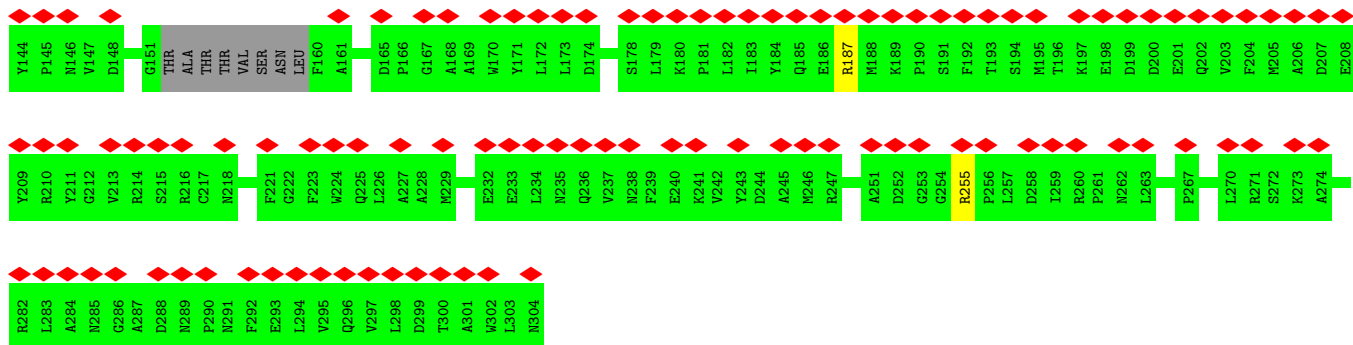 Y144 P145 N146 V147 D148 G151 THR ALA THR THR VAL SER ASN LEU F160 A161 D165 P166 G167 A168 A169 W170 Y171 L172 L173 D174 S178 L179 K180 P181 L182 I183 Y184 Q185 E186 R187 M188 K189 P190 S191 F192 T193 S194 M195 T196 K197 E198 D199 D200 E201 Q202 V203 F204 M205 A206 D207 E208
Y209 R210 Y211 G212 V213 R214 S215 R216 C217 N218 F221 G222 F223 W224 Q225 L226 A227 A228 M229 E232 E233 L234 N235 Q236 V237 N238 F239 E240 K241 V242 Y243 D244 A245 M246 R247 A251 D252 G253 G254 R255 P256 L257 D258 I259 R260 P261 N262 L263 P267 L270 R271 S272 K273 A274
R282 L283 A284 N285 G286 A287 D288 N289 P290 N291 F292 E293 L294 V295 Q296 V297 L298 D299 T300 A301 W302 L303 N304